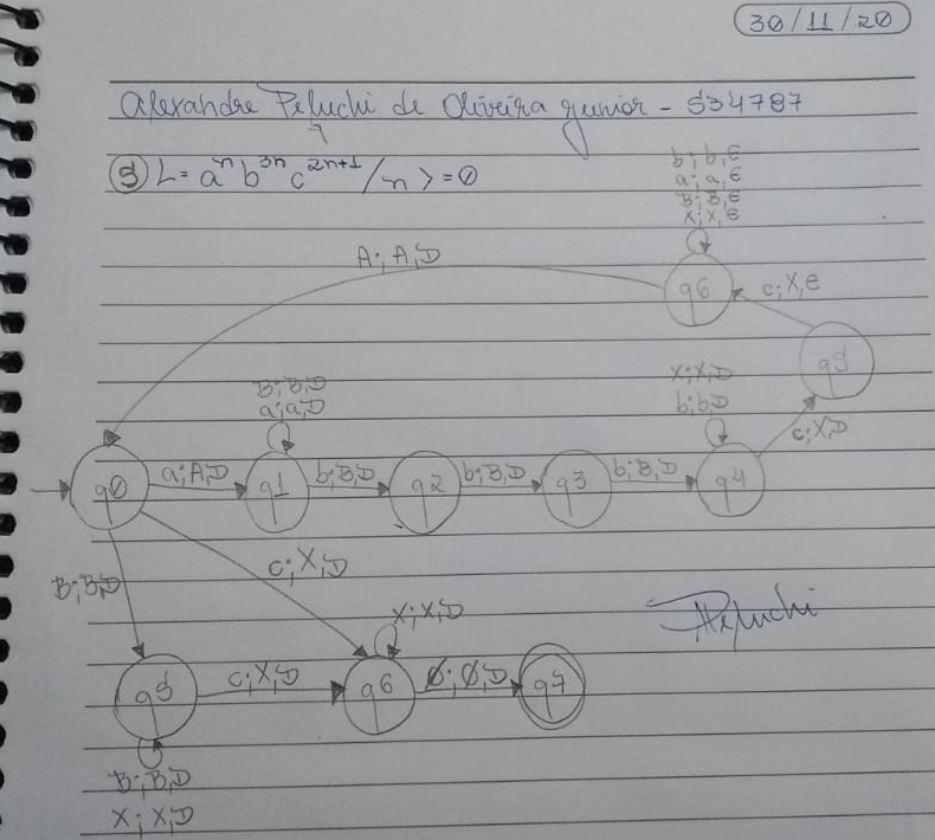 30/11/20
Alexandre Peluchi de Oliveira Junior - 534787
3) L = a^n b^3n c^2n+1 / n >= 0
b; b,E
a; a,E
B; B,E
X; X,E
A; A,D
q6
c; X,e
q5
B; B,D
a; a,D
X; X,D
b; b,D
c; X,D
q0
a; A,D
q1
b; B,D
q2
b; B,D
q3
b; B,D
q4
c; X,D
B; B,D
X; X,D
Peluchi
q5
c; X,D
q6
Ø; Ø,D
q7
B; B,D
X; X,D